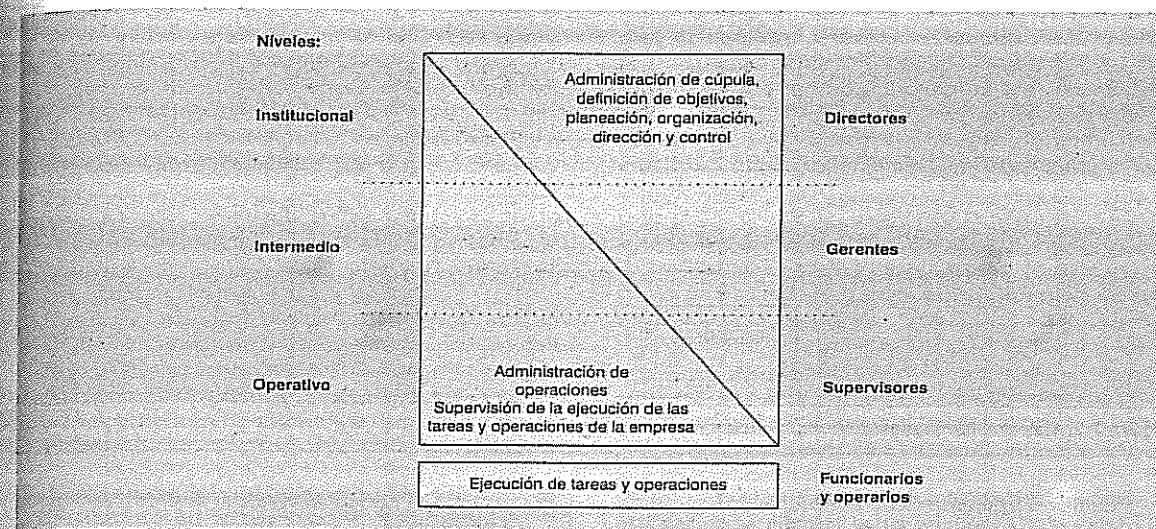 Niveles:
Administración de cúpula,
definición de objetivos,
planeación, organización,
dirección y control
Institucional
Directores
Intermedio
Gerentes
Operativo
Administración de
operaciones
Supervisión de la ejecución de las
tareas y operaciones de la empresa
Supervisores
Ejecución de tareas y operaciones
Funcionarios
y operarios